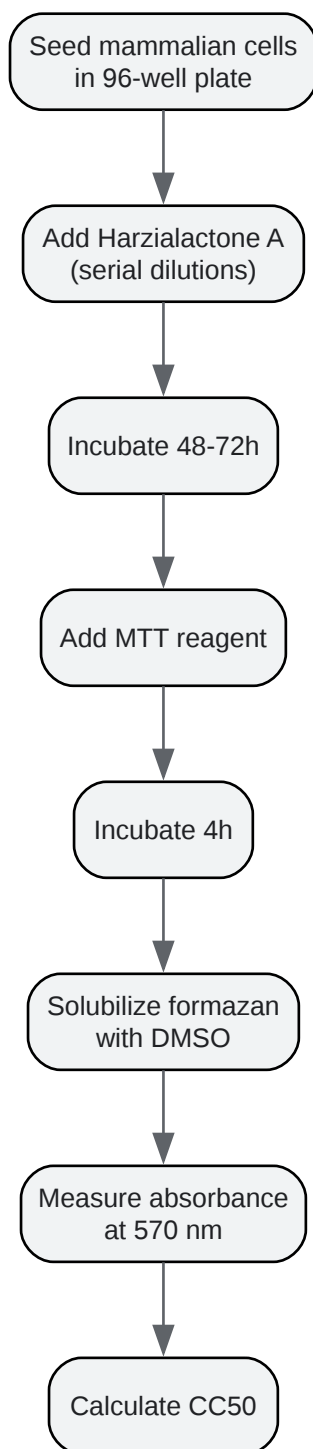 Seed mammalian cells
in 96-well plate
Add Harzialactone A
(serial dilutions)
Incubate 48-72h
Add MTT reagent
Incubate 4h
Solubilize formazan
with DMSO
Measure absorbance
at 570 nm
Calculate CC50